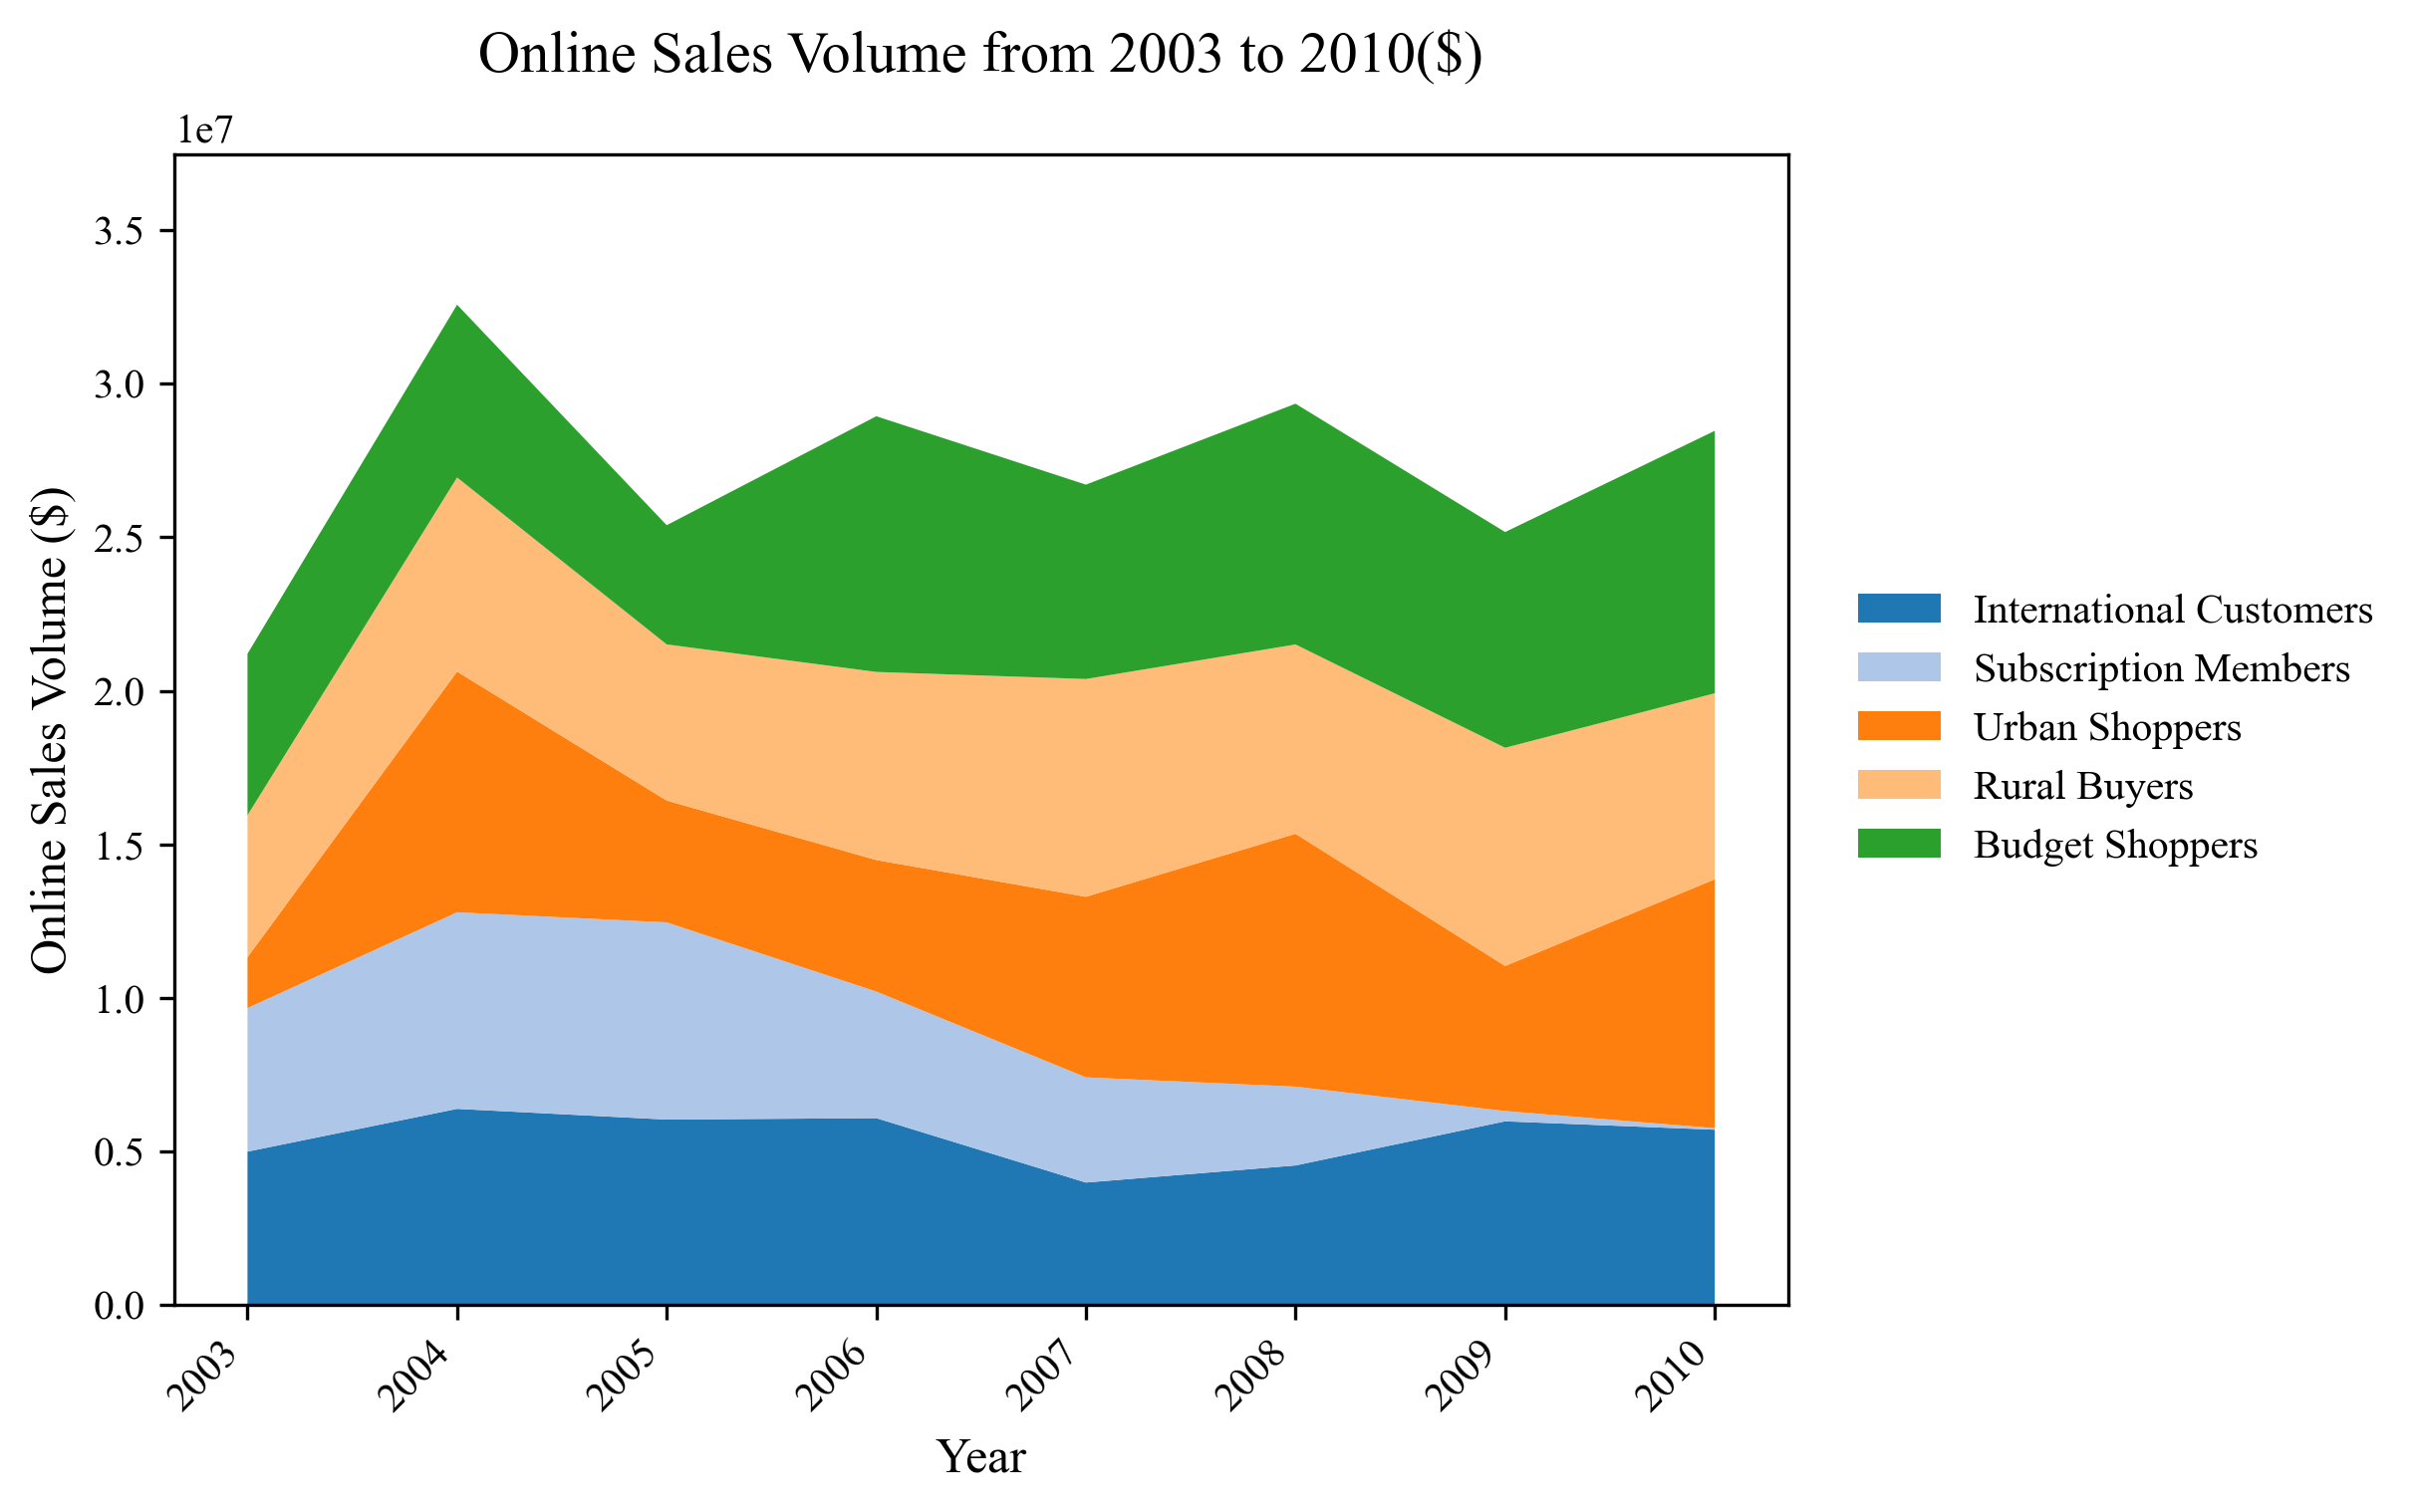 Online Sales Volume from 2003 to 2010($)
1e7
3.5
3.0
2.5
2.0
1.5
1.0
0.5
0.0
Online Sales Volume ($)
2003
2004
2005
2006
2007
2008
2009
2010
Year
International Customers
Subscription Members
Urban Shoppers
Rural Buyers
Budget Shoppers